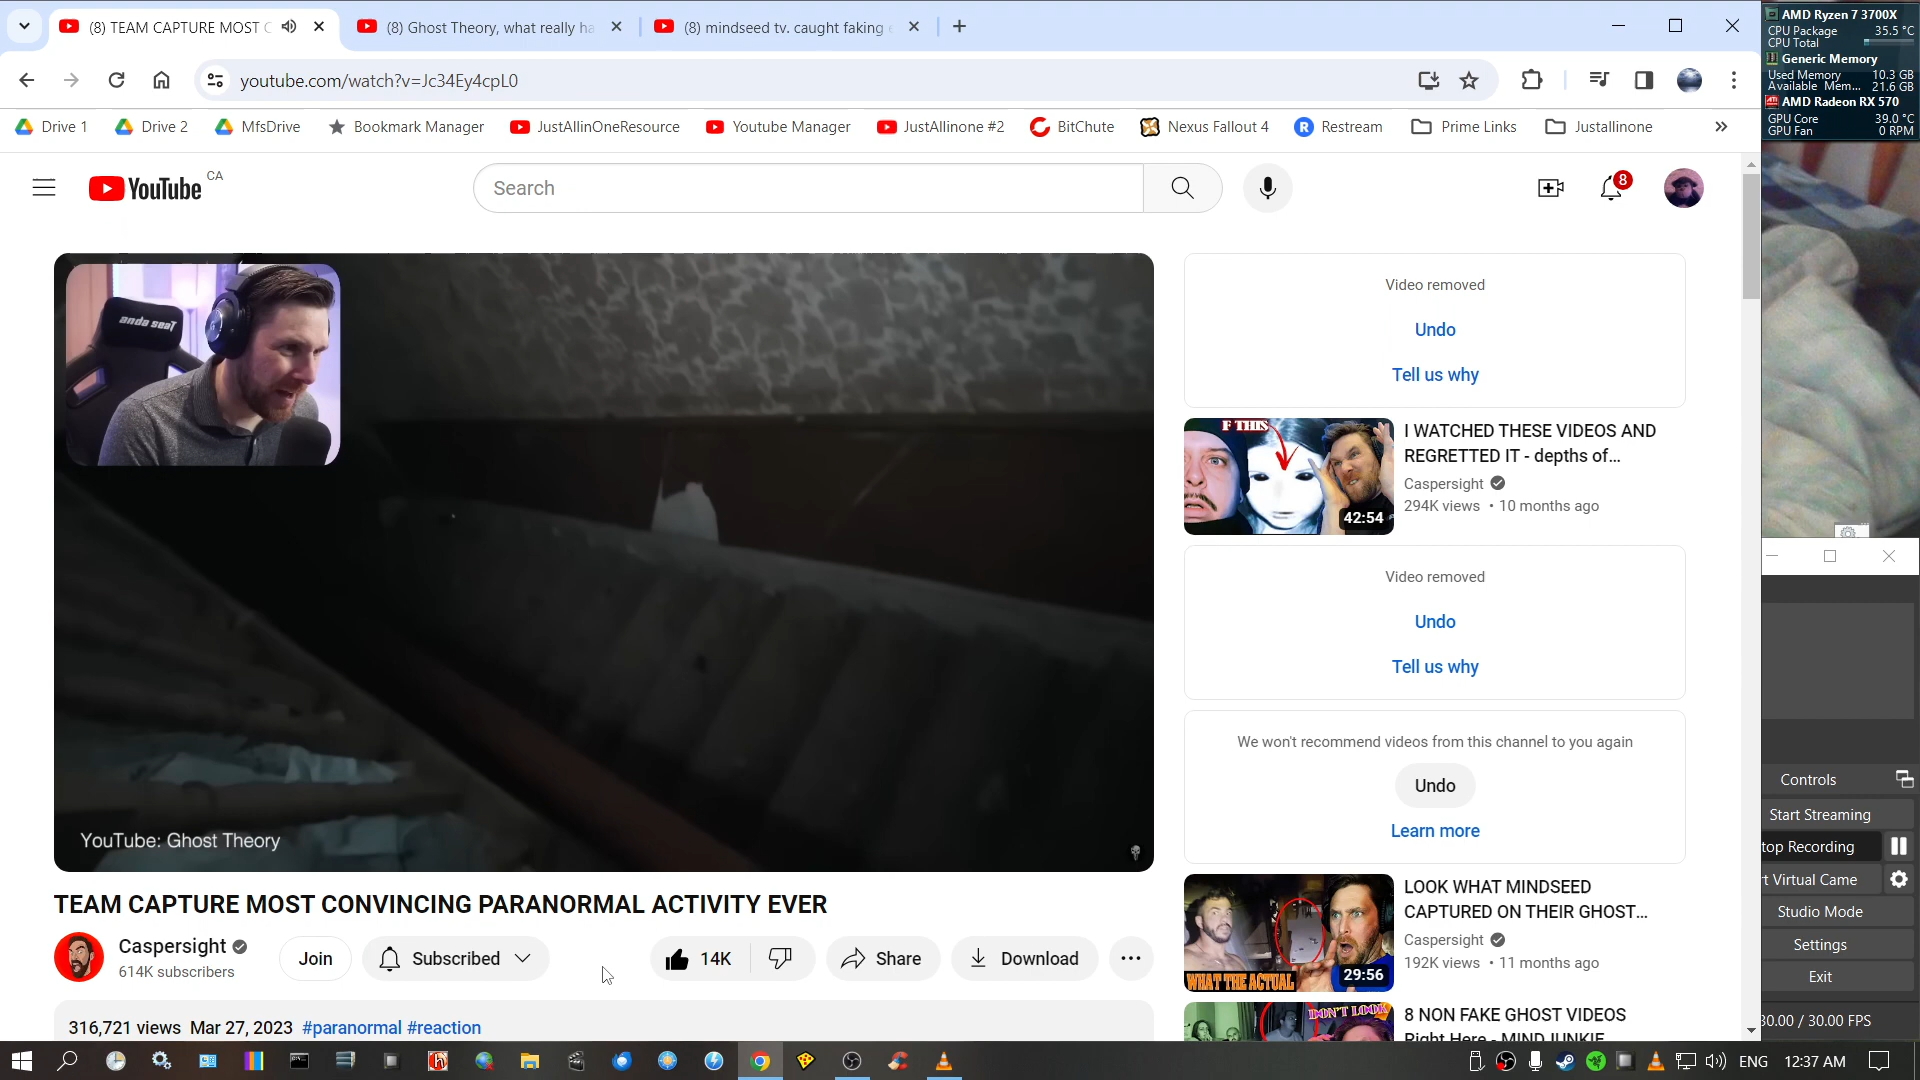 (8) TEAM CAPTURE MOST C
(8) Ghost Theory, what really ha
(8) mindseed tv. caught faking
youtube.com/watch?v=Jc34Ey4cpL0
Drive 1
Drive 2
MfsDrive
Bookmark Manager
JustAllinOneResource
Youtube Manager
JustAllinone #2
BitChute
Nexus Fallout 4
Restream
Prime Links
Justallinone
AMD Ryzen 7 3700X
CPU Package 35.5 °C
CPU Total
Generic Memory
Used Memory 10.3 GB
Available Mem... 21.6 GB
AMD Radeon RX 570
GPU Core 39.0 °C
GPU Fan 0 RPM
YouTube CA
Search
8
anda seaT
YouTube: Ghost Theory
TEAM CAPTURE MOST CONVINCING PARANORMAL ACTIVITY EVER
Caspersight
614K subscribers
Join
Subscribed
14K
Share
Download
316,721 views Mar 27, 2023 #paranormal #reaction
Video removed
Undo
Tell us why
F THIS
42:54
I WATCHED THESE VIDEOS AND
REGRETTED IT - depths of...
Caspersight
294K views • 10 months ago
Video removed
Undo
Tell us why
We won't recommend videos from this channel to you again
Undo
Learn more
WHAT THE ACTUAL
29:56
LOOK WHAT MINDSEED
CAPTURED ON THEIR GHOST...
Caspersight
192K views • 11 months ago
DON'T LOOK
8 NON FAKE GHOST VIDEOS
Right Here - MIND JUNKIE
Controls
Start Streaming
top Recording
t Virtual Came
Studio Mode
Settings
Exit
30.00 / 30.00 FPS
ENG
12:37 AM